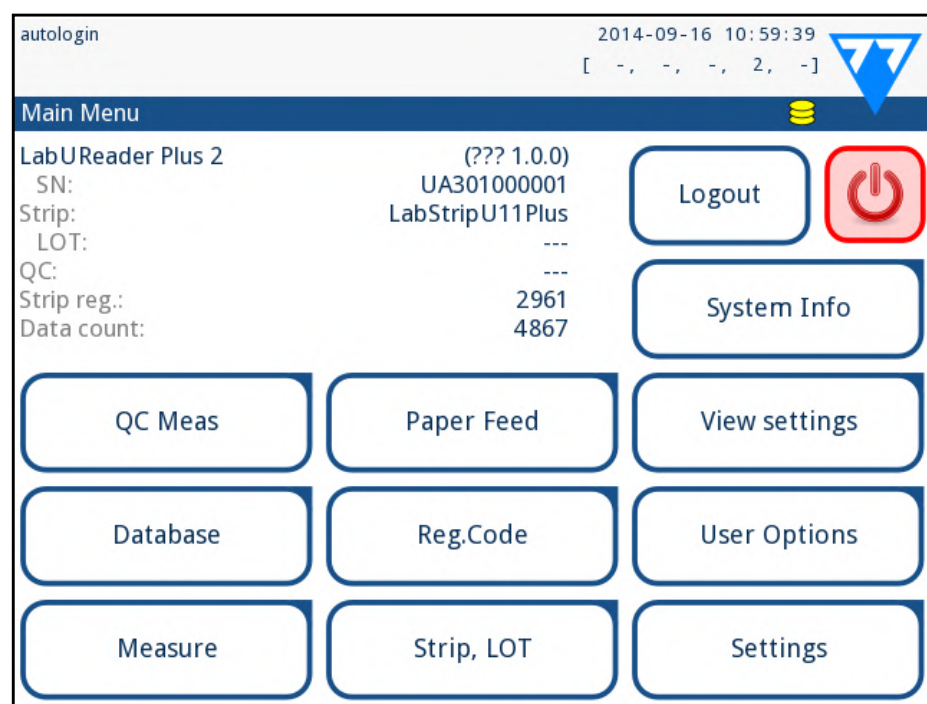 autologin 2014-09-16 10:59:39
[ -, -, -, 2, -]
Main Menu
LabUReader Plus 2 (??? 1.0.0)
SN: UA301000001
Strip: LabStripU11Plus
LOT: ---
QC: ---
Strip reg.: 2961
Data count: 4867
Logout
System Info
QC Meas Paper Feed View settings
Database Reg.Code User Options
Measure Strip, LOT Settings